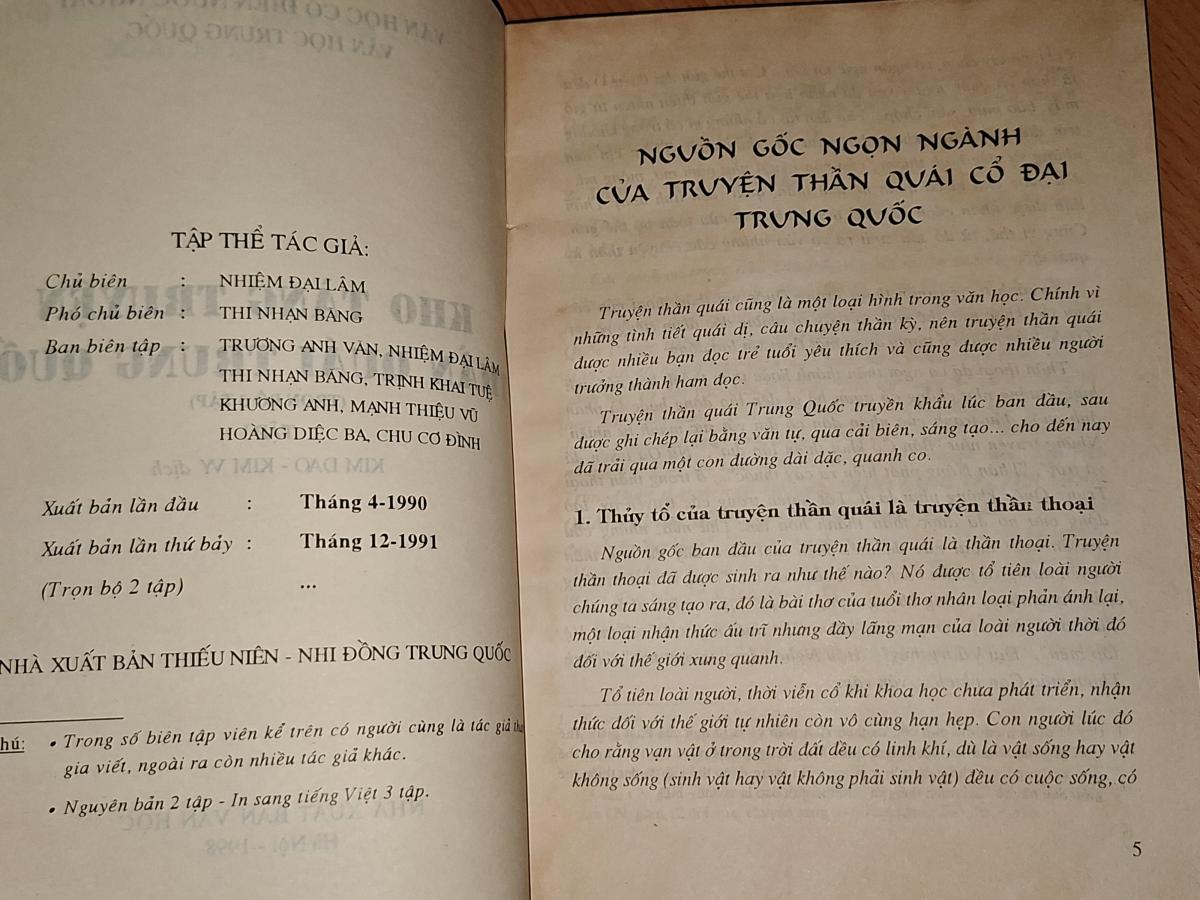 TẬP THỂ TÁC GIẢ:
Chủ biên : NHIỆM ĐẠI LÂM
Phó chủ biên : THI NHẠN BĂNG
Ban biên tập : TRƯƠNG ANH VĂN, NHIỆM ĐẠI LÂM
THI NHẠN BĂNG, TRỊNH KHAI TUỆ
KHƯƠNG ANH, MẠNH THIỆU VŨ
HOÀNG DIỆC BA, CHU CƠ ĐÌNH
Xuất bản lần đầu : Tháng 4-1990
Xuất bản lần thứ bảy : Tháng 12-1991
(Trọn bộ 2 tập) ...
NHÀ XUẤT BẢN THIẾU NIÊN - NHI ĐỒNG TRUNG QUỐC
hú: • Trong số biên tập viên kể trên có người cùng là tác giả tham
gia viết, ngoài ra còn nhiều tác giả khác.
• Nguyên bản 2 tập - In sang tiếng Việt 3 tập.
NGUỒN GỐC NGỌN NGÀNH
CỦA TRUYỆN THẦN QUÁI CỔ ĐẠI
TRUNG QUỐC
Truyện thần quái cũng là một loại hình trong văn học. Chính vì
những tình tiết quái dị, câu chuyện thần kỳ, nên truyện thần quái
được nhiều bạn đọc trẻ tuổi yêu thích và cũng được nhiều người
trưởng thành ham đọc.
Truyện thần quái Trung Quốc truyền khẩu lúc ban đầu, sau
được ghi chép lại bằng văn tự, qua cải biên, sáng tạo... cho đến nay
đã trải qua một con đường dài dặc, quanh co.
1. Thủy tổ của truyện thần quái là truyện thần thoại
Nguồn gốc ban đầu của truyện thần quái là thần thoại. Truyện
thần thoại đã được sinh ra như thế nào? Nó được tổ tiên loài người
chúng ta sáng tạo ra, đó là bài thơ của tuổi thơ nhân loại phản ánh lại,
một loại nhận thức ấu trĩ nhưng đầy lãng mạn của loài người thời đó
đối với thế giới xung quanh.
Tổ tiên loài người, thời viễn cổ khi khoa học chưa phát triển, nhận
thức đối với thế giới tự nhiên còn vô cùng hạn hẹp. Con người lúc đó
cho rằng vạn vật ở trong trời đất đều có linh khí, dù là vật sống hay vật
không sống (sinh vật hay vật không phải sinh vật) đều có cuộc sống, có
5